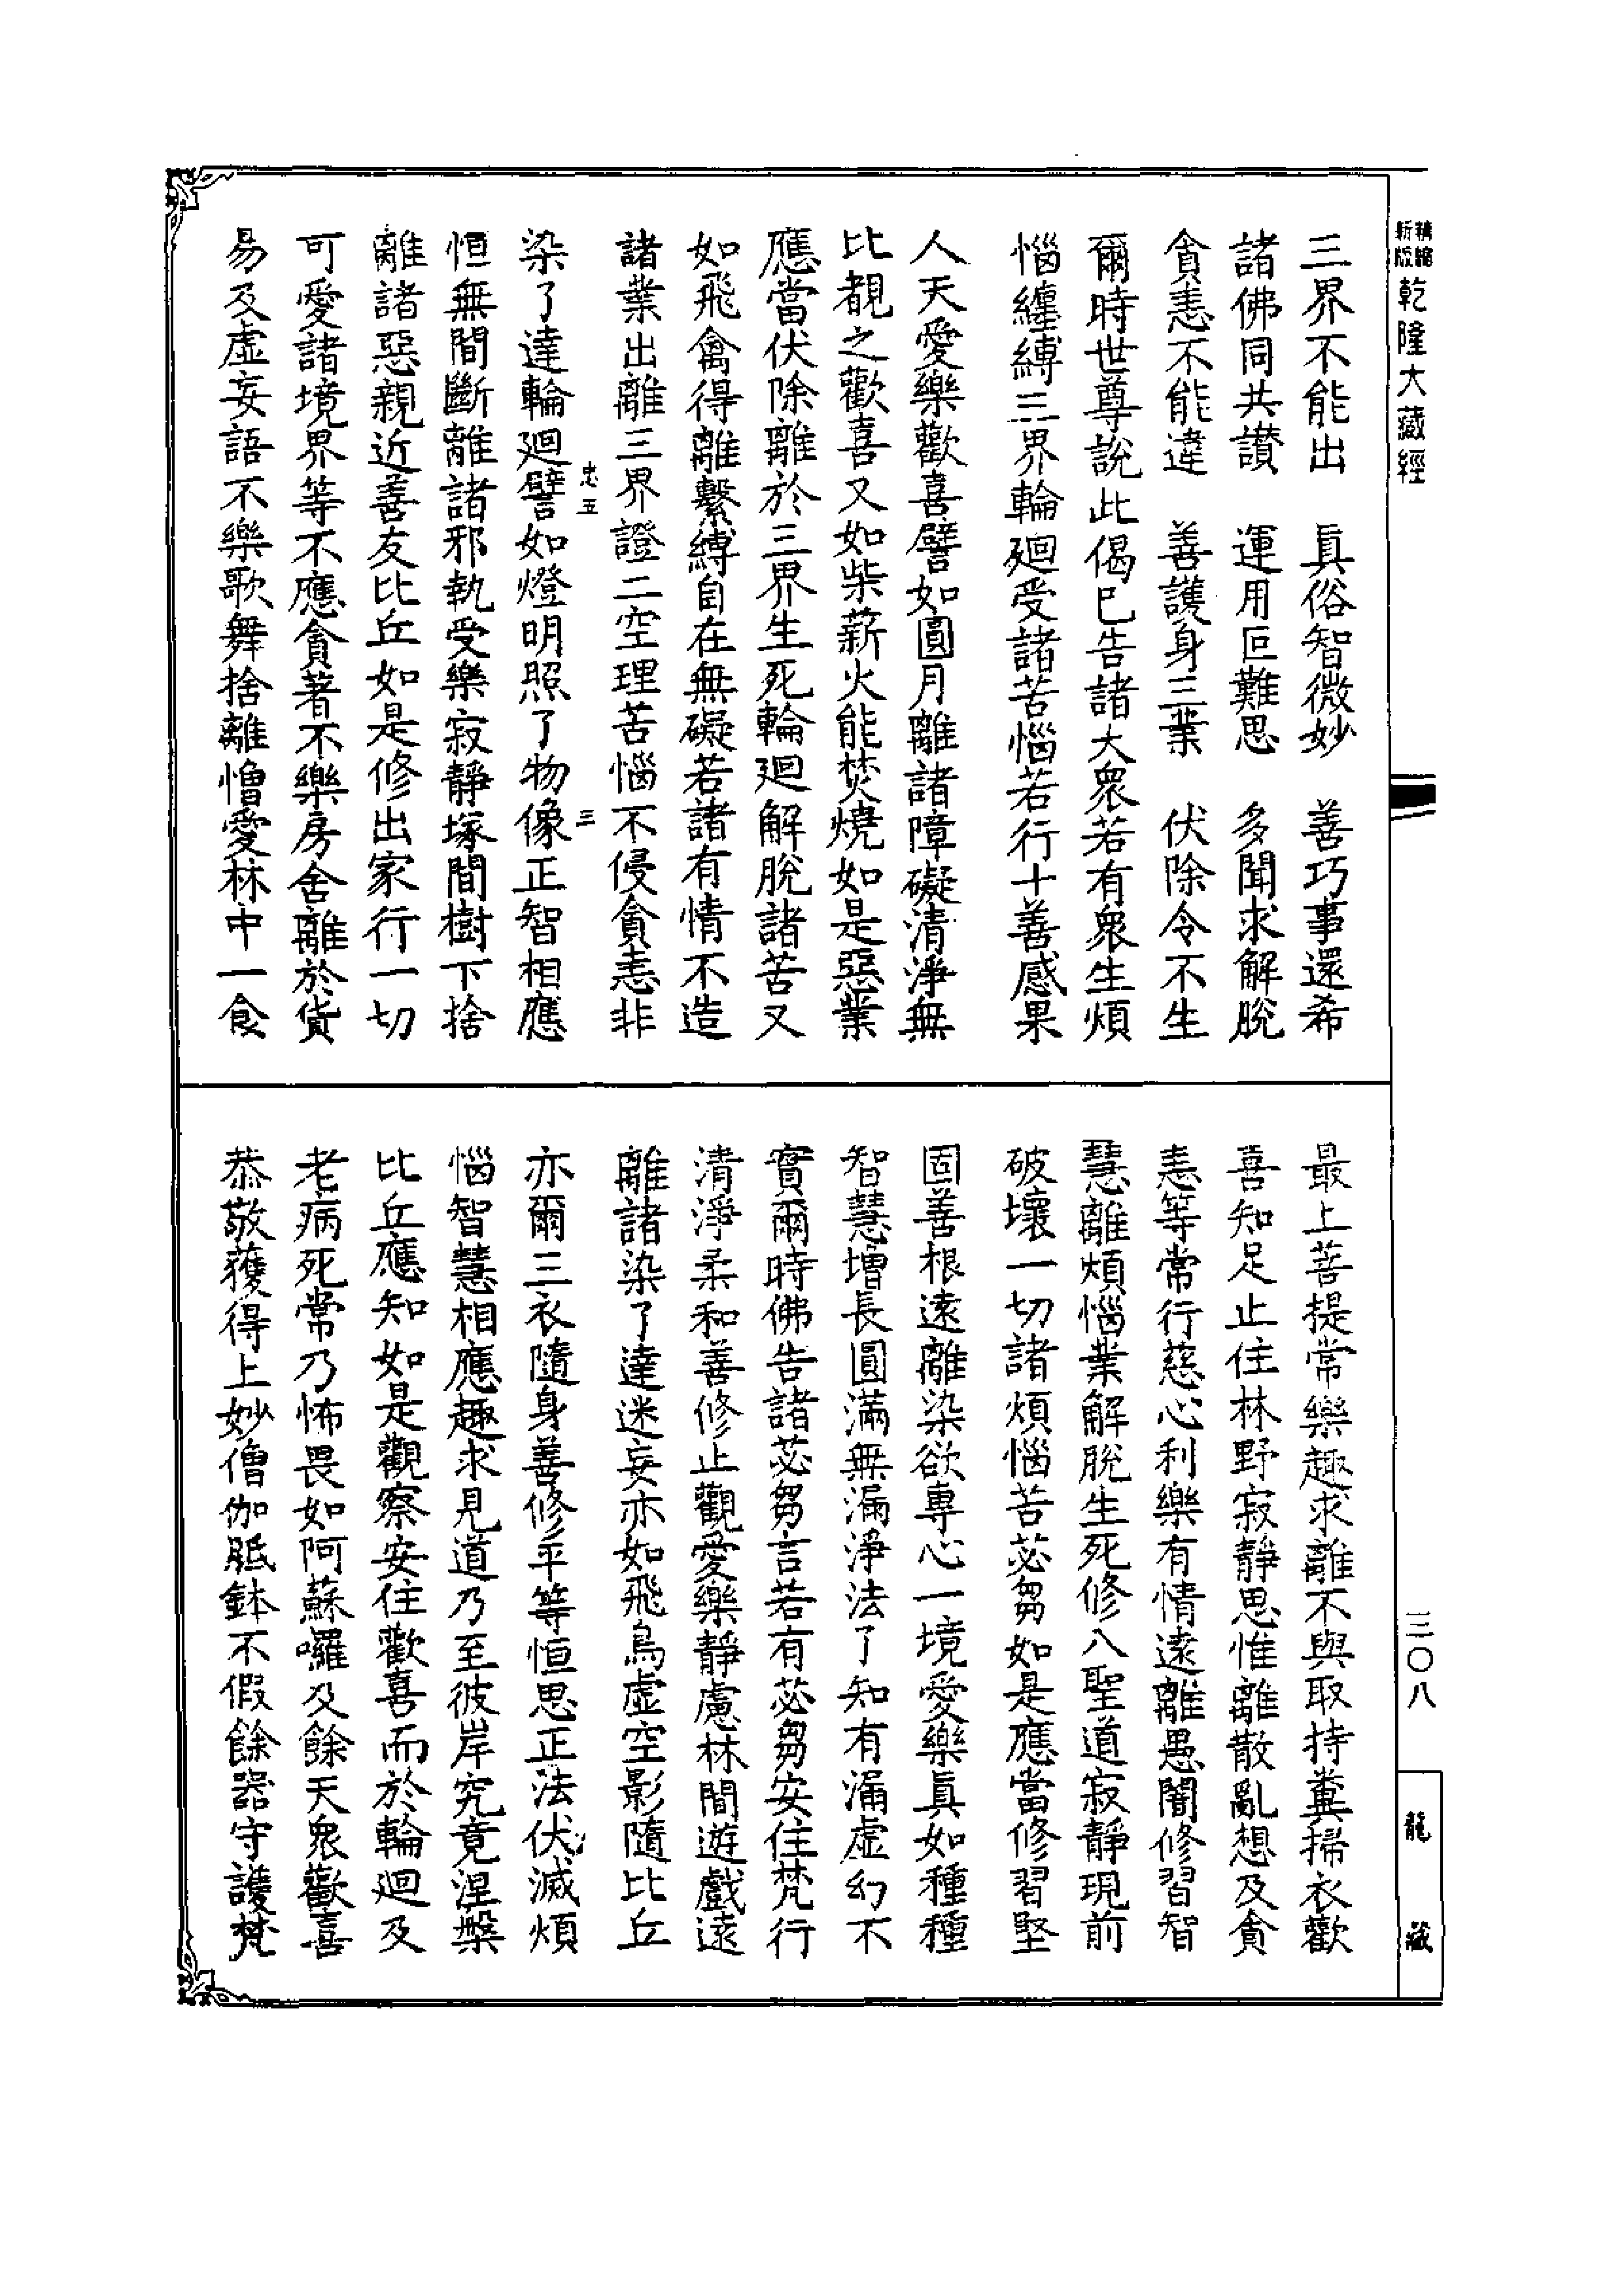 精縮新版乾隆大藏經
三界不能出　真俗智微妙　善巧事還希
諸佛同共讃　運用叵難思　多聞求解脫
貪恚不能違　善護身三業　伏除令不生
爾時世尊說此偈已告諸大衆若有衆生煩
惱纏縛三界輪廻受諸苦惱若行十善感果
人天愛樂歡喜譬如圓月離諸障礙清淨無
比覩之歡喜又如柴薪火能焚燒如是惡業
應當伏除離於三界生死輪廻解脫諸苦又
如飛禽得離繫縛自在無礙若諸有情不造
諸業出離三界證二空理苦惱不侵貪恚非
忠五　三
染了達輪廻譬如燈明照了物像正智相應
恒無間斷離諸邪執受樂寂靜塚間樹下捨
離諸惡親近善友比丘如是修出家行一切
可愛諸境界等不應貪著不樂房舍離於貨
易及虛妄語不樂歌舞捨離憎愛林中一食
最上菩提常樂趣求離不與取持糞掃衣歡
喜知足止住林野寂靜思惟離散亂想及貪
恚等常行慈心利樂有情遠離愚闇修習智
慧離煩惱業解脫生死修八聖道寂靜現前
破壞一切諸煩惱苦苾芻如是應當修習堅
固善根遠離染欲專心一境愛樂真如種種
智慧增長圓滿無漏淨法了知有漏虛幻不
實爾時佛告諸苾芻言若有苾芻安住梵行
清淨柔和善修止觀愛樂靜慮林間遊戲遠
離諸染了達迷妄亦如飛鳥虛空影隨比丘
亦爾三衣隨身善修平等恒思正法伏滅煩
惱智慧相應趣求見道乃至彼岸究竟涅槃
比丘應知如是觀察安住歡喜而於輪廻及
老病死常乃怖畏如阿蘇囉及餘天衆歡喜
恭敬獲得上妙僧伽胝鉢不假餘器守護梵
三〇八
龍藏